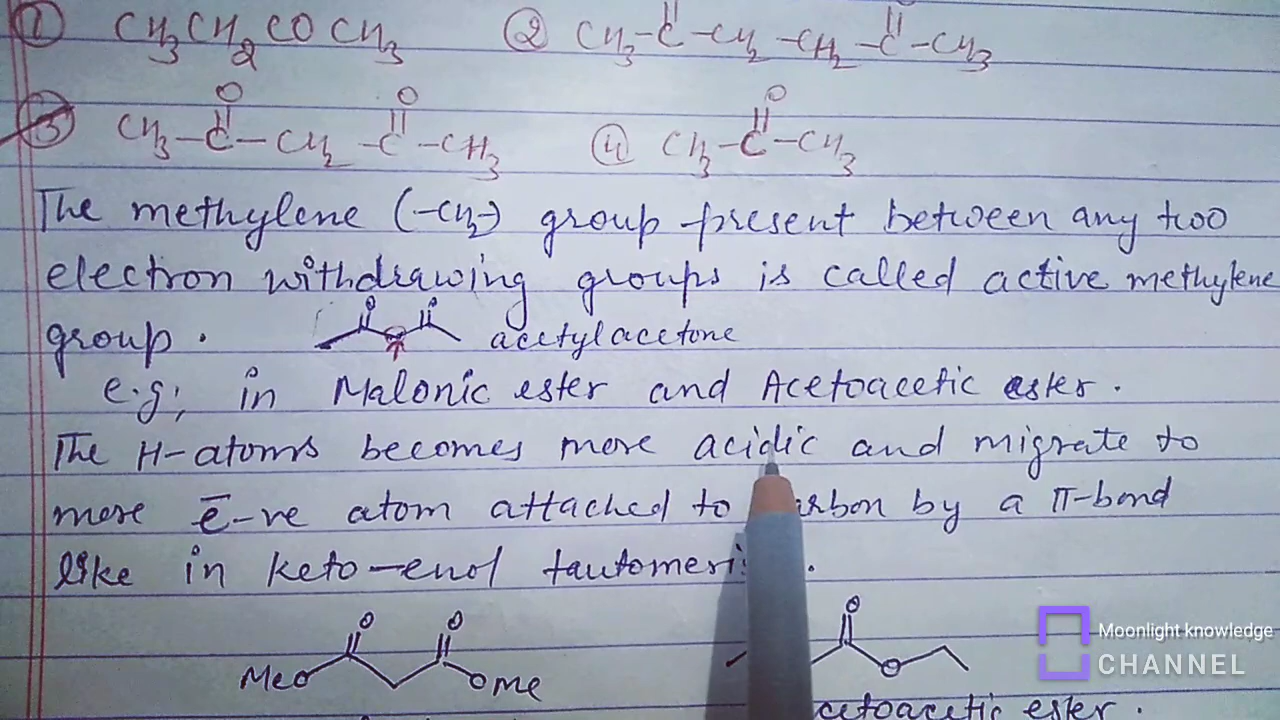 ① CH₃CH₂COCH₃ ② CH₃-C-CH₂-CH₂-C-CH₃
O O O
③ CH₃-C-CH₂-C-CH₃ ④ CH₃-C-CH₃
The methylene (-CH₂-) group present between any two
electron withdrawing groups is called active methylene
O O
group. acetylacetone
e.g; in Malonic ester and Acetoacetic ester.
The H-atoms becomes more acidic and migrate to
more e̅-ve atom attached to carbon by a π-bond
like in keto-enol
O O O
MeO OMe O
Moonlight knowledge
CHANNEL
ester.